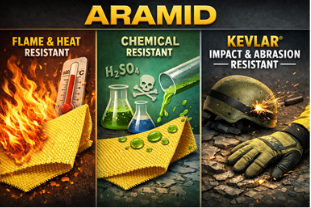 ARAMID
FLAME & HEAT
RESISTANT
C
CHEMICAL
RESISTANT
H₂SO₄
KEVLAR®
IMPACT & ABRASION
RESISTANT